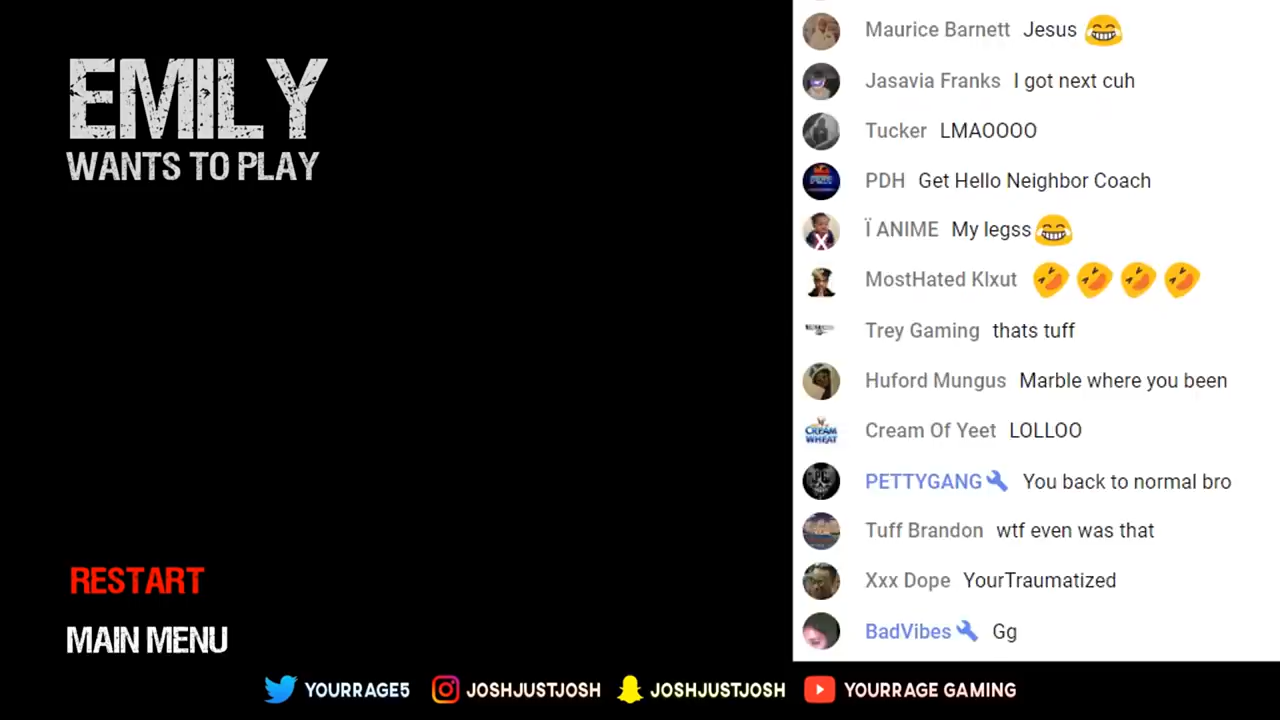 EMILY
WANTS TO PLAY
RESTART
MAIN MENU
Maurice Barnett Jesus 😂
Jasavia Franks I got next cuh
Tucker LMAOOOO
PDH Get Hello Neighbor Coach
Ï ANIME My legss😂
MostHated Klxut 🤣🤣🤣🤣
Trey Gaming thats tuff
Huford Mungus Marble where you been
CREAM WHEAT Cream Of Yeet LOLLOO
PETTYGANG You back to normal bro
Tuff Brandon wtf even was that
Xxx Dope YourTraumatized
BadVibes Gg
YOURRAGE5 JOSHJUSTJOSH JOSHJUSTJOSH YOURRAGE GAMING